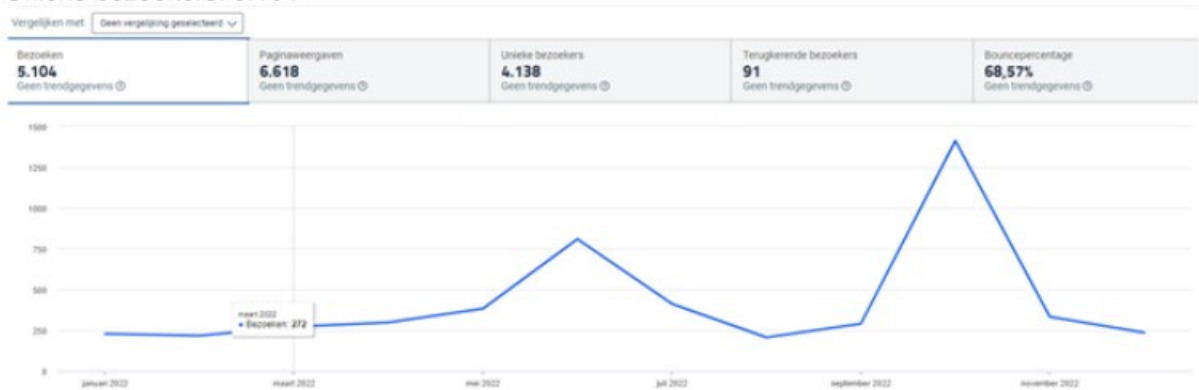 Vergelijken met Geen vergelijking geselecteerd
Bezoeken
5.104
Geen trendgegevens
Paginaweergaven
6.618
Geen trendgegevens
Unieke bezoekers
4.138
Geen trendgegevens
Terugkerende bezoekers
91
Geen trendgegevens
Bouncepercentage
68,57%
Geen trendgegevens
1500
1250
1000
750
500
250
0
maart 2022
• Bezoeken: 272
januari 2022
maart 2022
mei 2022
juli 2022
september 2022
november 2022